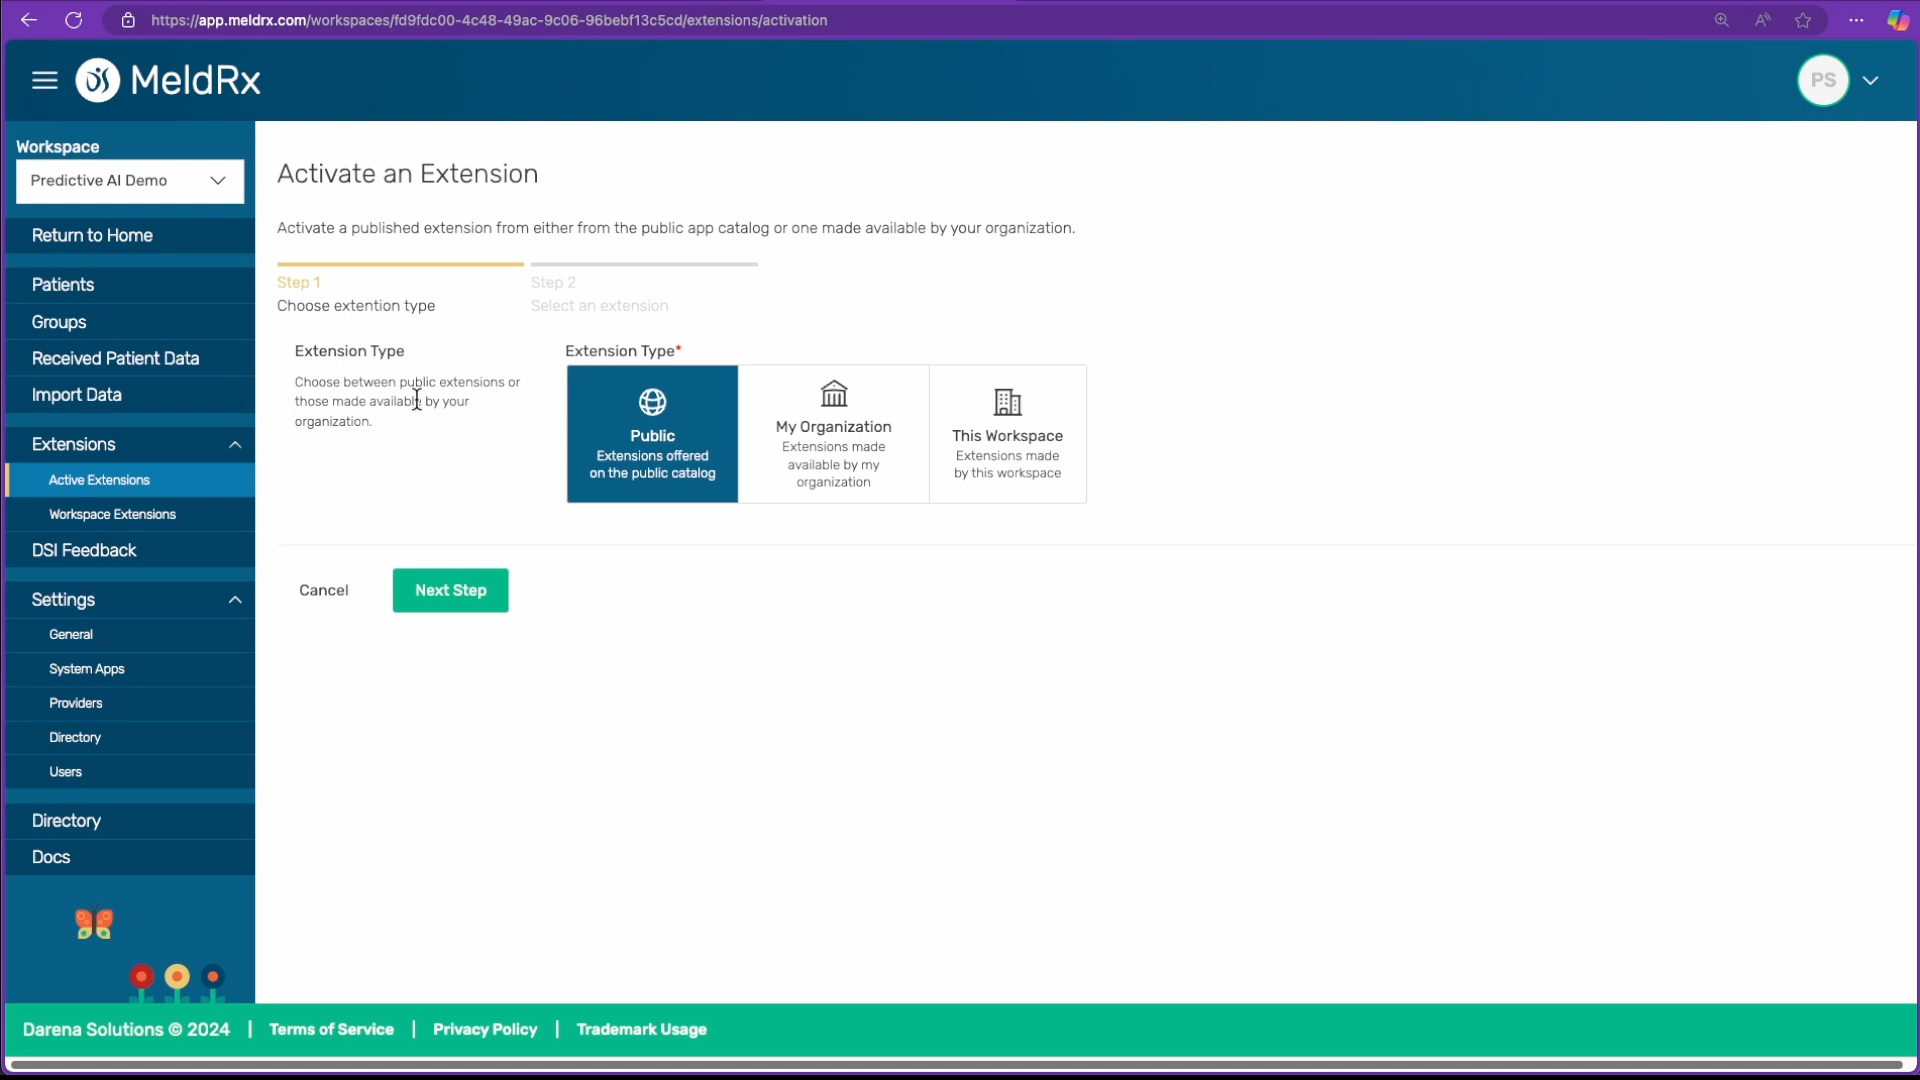 https://app.meldrx.com/workspaces/fd9fdc00-4c48-49ac-9c06-96bebf13c5cd/extensions/activation
MeldRx
PS
Workspace
Predictive AI Demo
Return to Home
Patients
Groups
Received Patient Data
Import Data
Extensions
Active Extensions
Workspace Extensions
DSI Feedback
Settings
General
System Apps
Providers
Directory
Users
Directory
Docs
Activate an Extension
Activate a published extension from either from the public app catalog or one made available by your organization.
Step 1
Choose extention type
Step 2
Select an extension
Extension Type
Choose between public extensions or
those made available by your
organization.
Extension Type*
Public
Extensions offered
on the public catalog
My Organization
Extensions made
available by my
organization
This Workspace
Extensions made
by this workspace
Cancel
Next Step
Darena Solutions © 2024 | Terms of Service | Privacy Policy | Trademark Usage